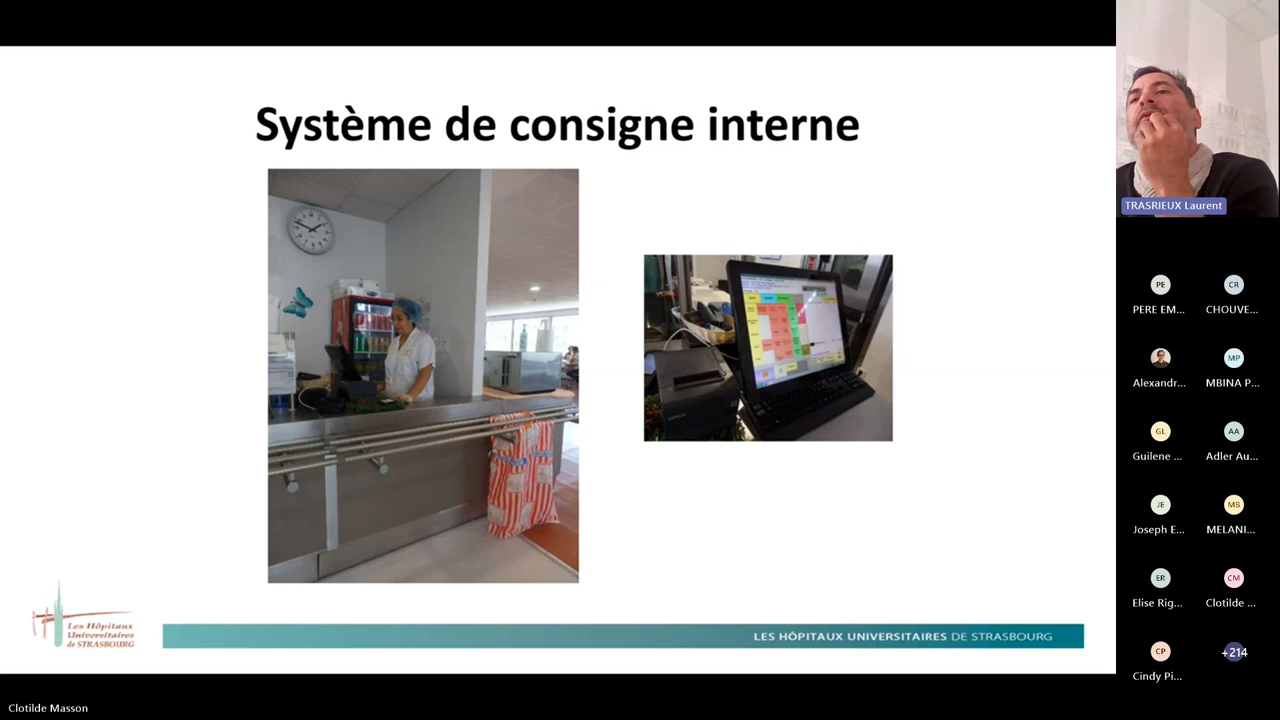 Système de consigne interne
Les Hôpitaux
Universitaires
de STRASBOURG
LES HÔPITAUX UNIVERSITAIRES DE STRASBOURG
Clotilde Masson
TRASRIEUX Laurent
PE
CR
PERE EM...
CHOUVE...
MP
Alexandr...
MBINA P...
GL
AA
Guilene ...
Adler Au...
JE
MB
Joseph E...
MELANI...
ER
CM
Elise Rig...
Clotilde ...
CP
+214
Cindy Pi...